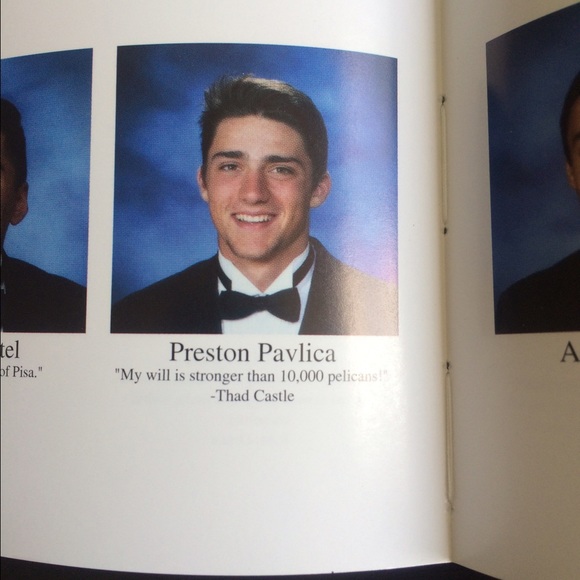 tel
of Pisa."
Preston Pavlica
"My will is stronger than 10,000 pelicans!"
-Thad Castle
A